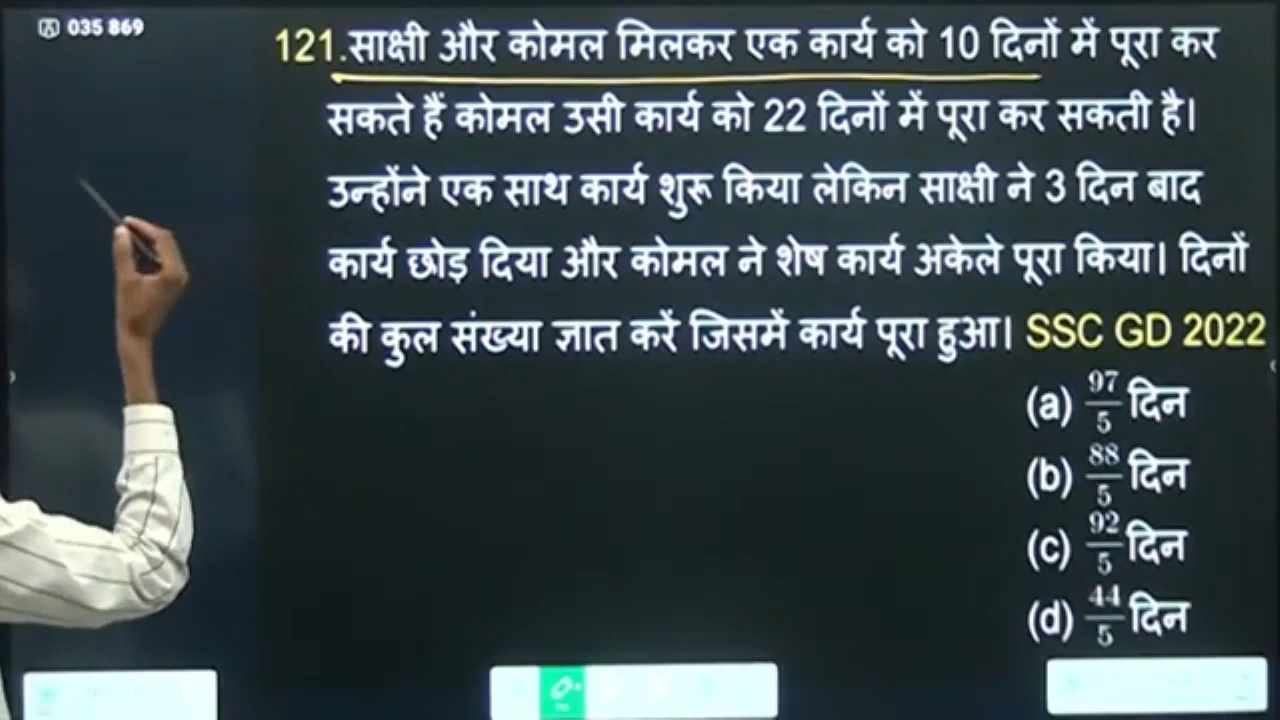 035 869
121.साक्षी और कोमल मिलकर एक कार्य को 10 दिनों में पूरा कर
सकते हैं कोमल उसी कार्य को 22 दिनों में पूरा कर सकती है।
उन्होंने एक साथ कार्य शुरू किया लेकिन साक्षी ने 3 दिन बाद
कार्य छोड़ दिया और कोमल ने शेष कार्य अकेले पूरा किया। दिनों
की कुल संख्या ज्ञात करें जिसमें कार्य पूरा हुआ। SSC GD 2022
(a) 97/5 दिन
(b) 88/5 दिन
(c) 92/5 दिन
(d) 44/5 दिन